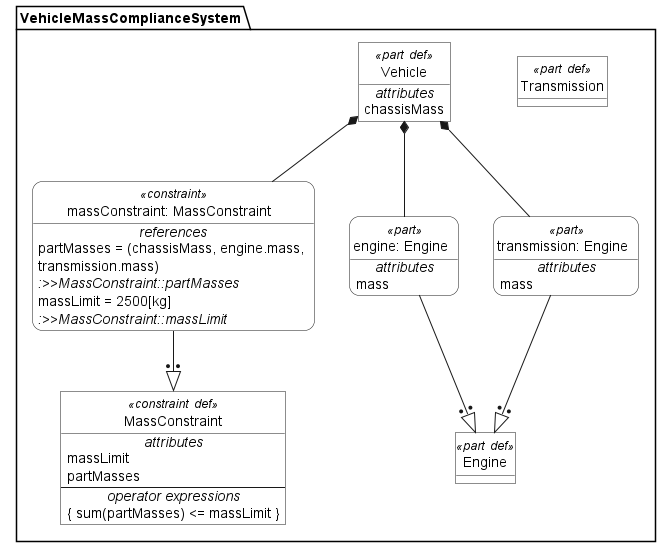 VehicleMassComplianceSystem
«part def»
Vehicle
attributes
chassisMass
«part def»
Transmission
«constraint»
massConstraint: MassConstraint
references
partMasses = (chassisMass, engine.mass,
transmission.mass)
:>>MassConstraint::partMasses
massLimit = 2500[kg]
:>>MassConstraint::massLimit
«part»
engine: Engine
attributes
mass
«part»
transmission: Engine
attributes
mass
«constraint def»
MassConstraint
attributes
massLimit
partMasses
operator expressions
{ sum(partMasses) <= massLimit }
«part def»
Engine